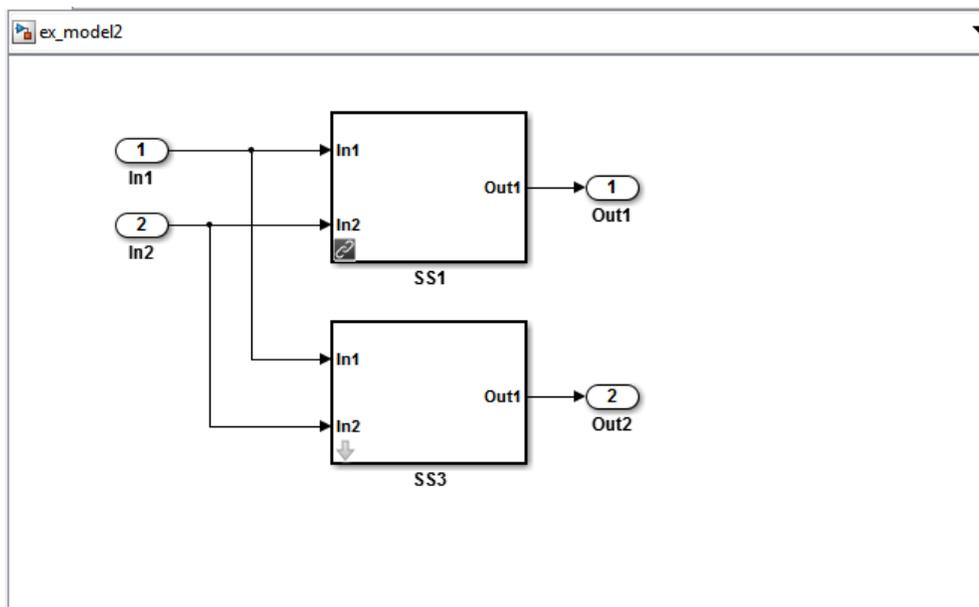 ex_model2
1
In1
2
In2
In1
In2
Out1
SS1
1
Out1
In1
In2
Out1
SS3
2
Out2